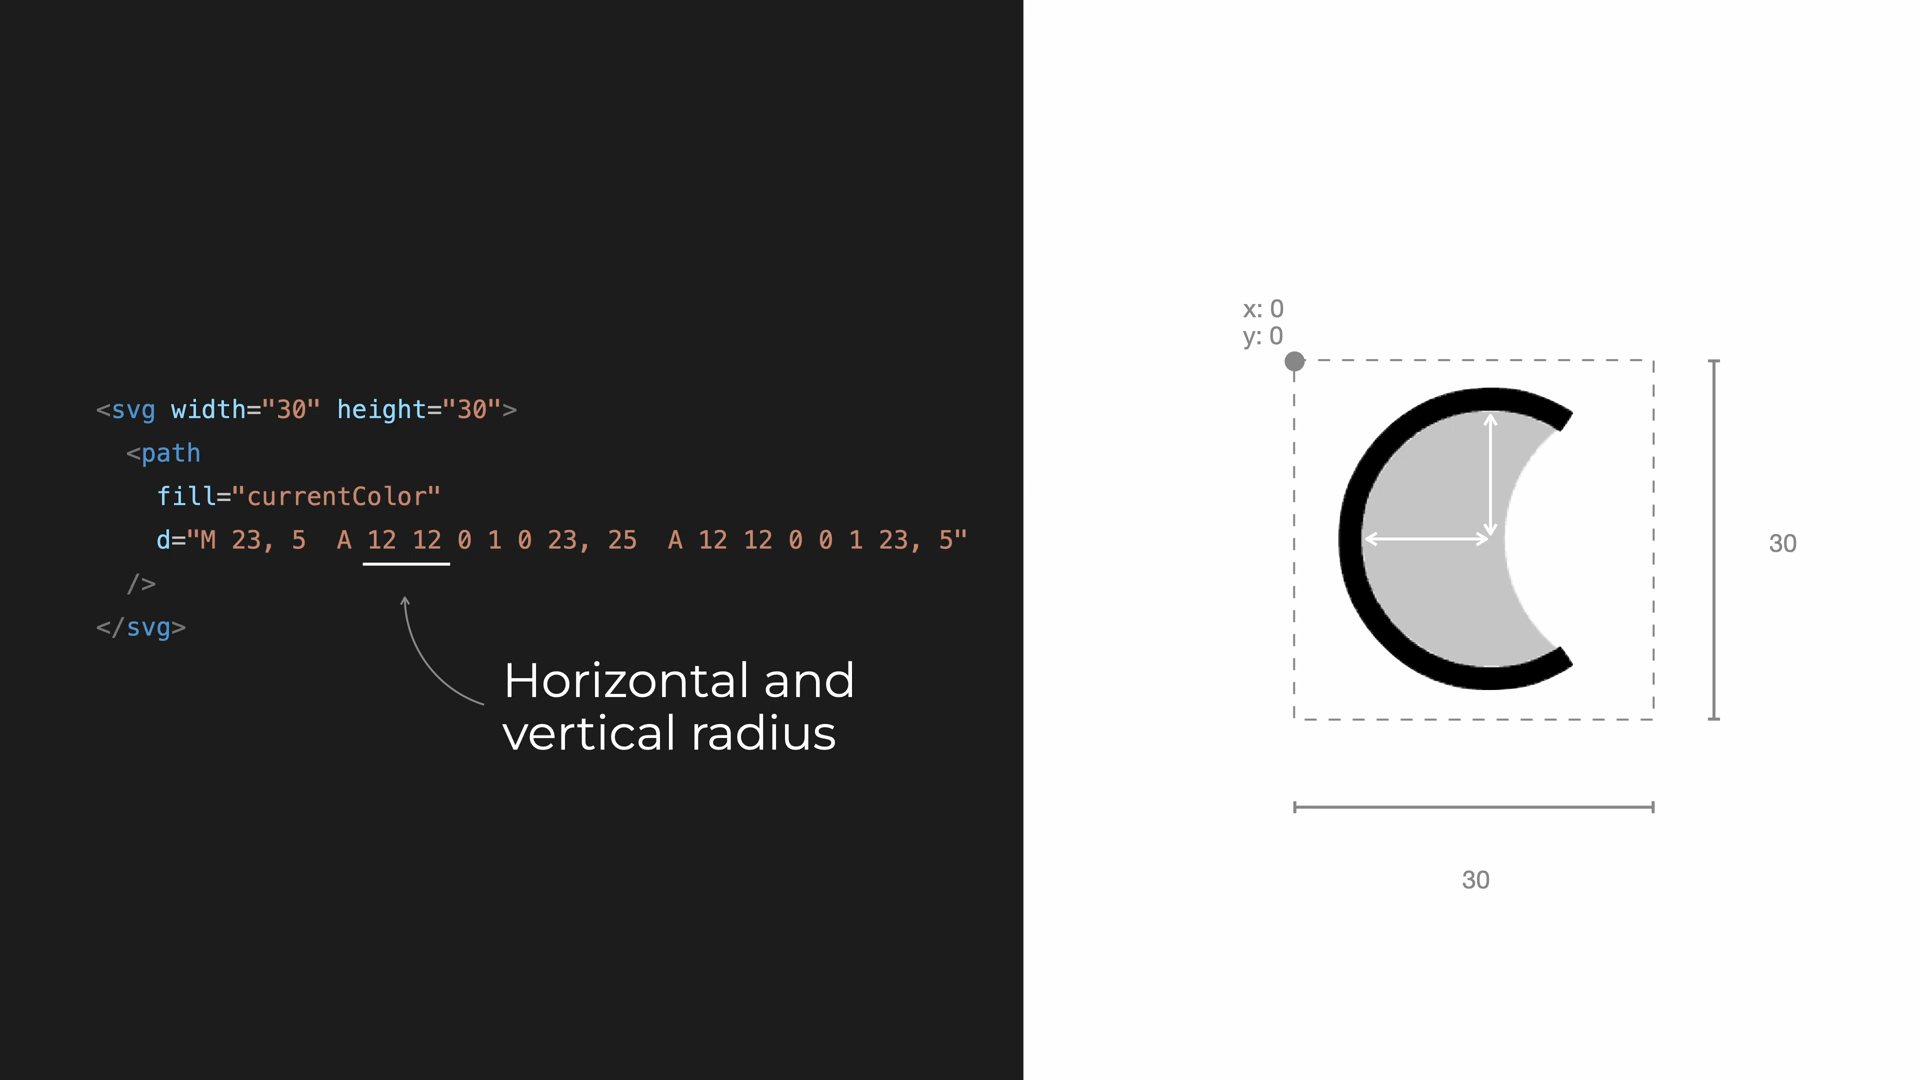 <svg width="30" height="30">
<path
fill="currentColor"
d="M 23, 5  A 12 12 0 1 0 23, 25  A 12 12 0 0 1 23, 5"
/>
</svg>
Horizontal and
vertical radius
x: 0
y: 0
30
30